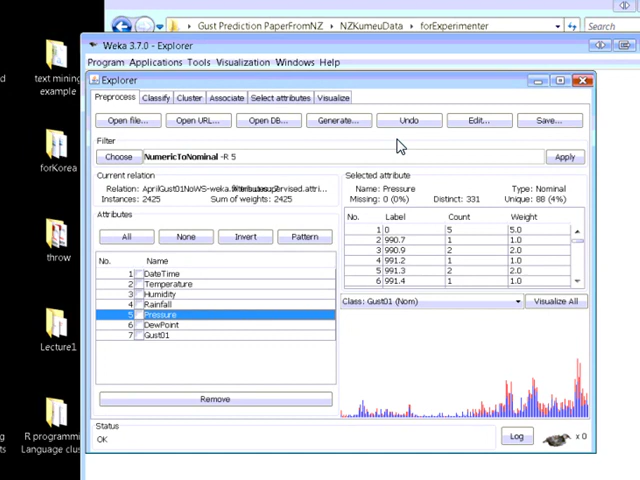 Gust Prediction PaperFromNZ
NZKumeuData
forExperimenter
Search
Weka 3.7.0 - Explorer
Program Applications Tools Visualization Windows Help
Explorer
Preprocess Classify Cluster Associate Select attributes Visualize
Open file... Open URL... Open DB... Generate... Undo Edit... Save...
Filter
Choose NumericToNominal -R 5 Apply
Current relation
Relation: AprilGust01NoWS-weka.filters.
Instances: 2425 Sum of weights: 2425
Attributes
All None Invert Pattern
No. Name
1 DateTime
2 Temperature
3 Humidity
4 Rainfall
5 Pressure
6 DewPoint
7 Gust01
Remove
Selected attribute
Name: Pressure Type: Nominal
Missing: 0 (0%) Distinct: 331 Unique: 88 (4%)
No. Label Count Weight
1 0 5 5.0
2 990.7 1 1.0
3 990.9 2 2.0
4 991.2 1 1.0
5 991.3 2 2.0
6 991.4 1 1.0
Class: Gust01 (Nom) Visualize All
Status
OK
Log x 0
text mining
example
forKorea
throw
Lecture1
R programmi
Language clus